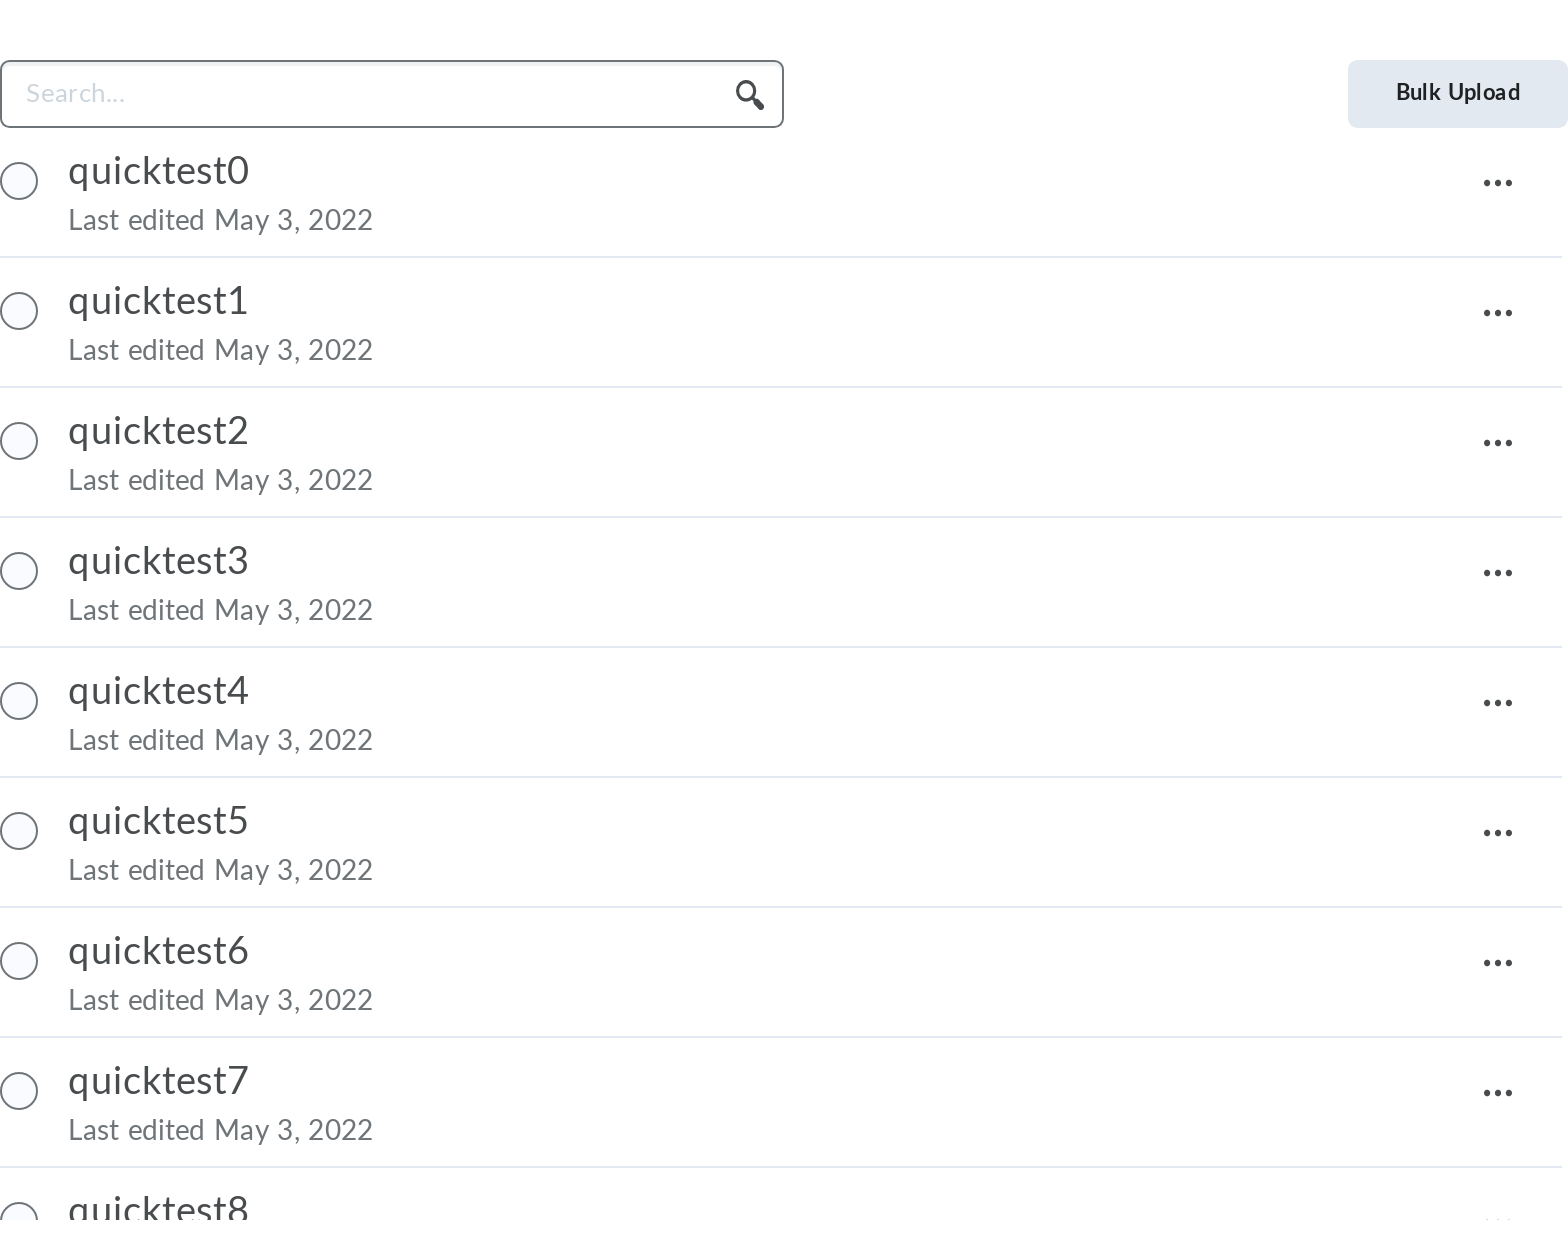 Search...
Bulk Upload
quicktest0
Last edited May 3, 2022
quicktest1
Last edited May 3, 2022
quicktest2
Last edited May 3, 2022
quicktest3
Last edited May 3, 2022
quicktest4
Last edited May 3, 2022
quicktest5
Last edited May 3, 2022
quicktest6
Last edited May 3, 2022
quicktest7
Last edited May 3, 2022
quicktest8